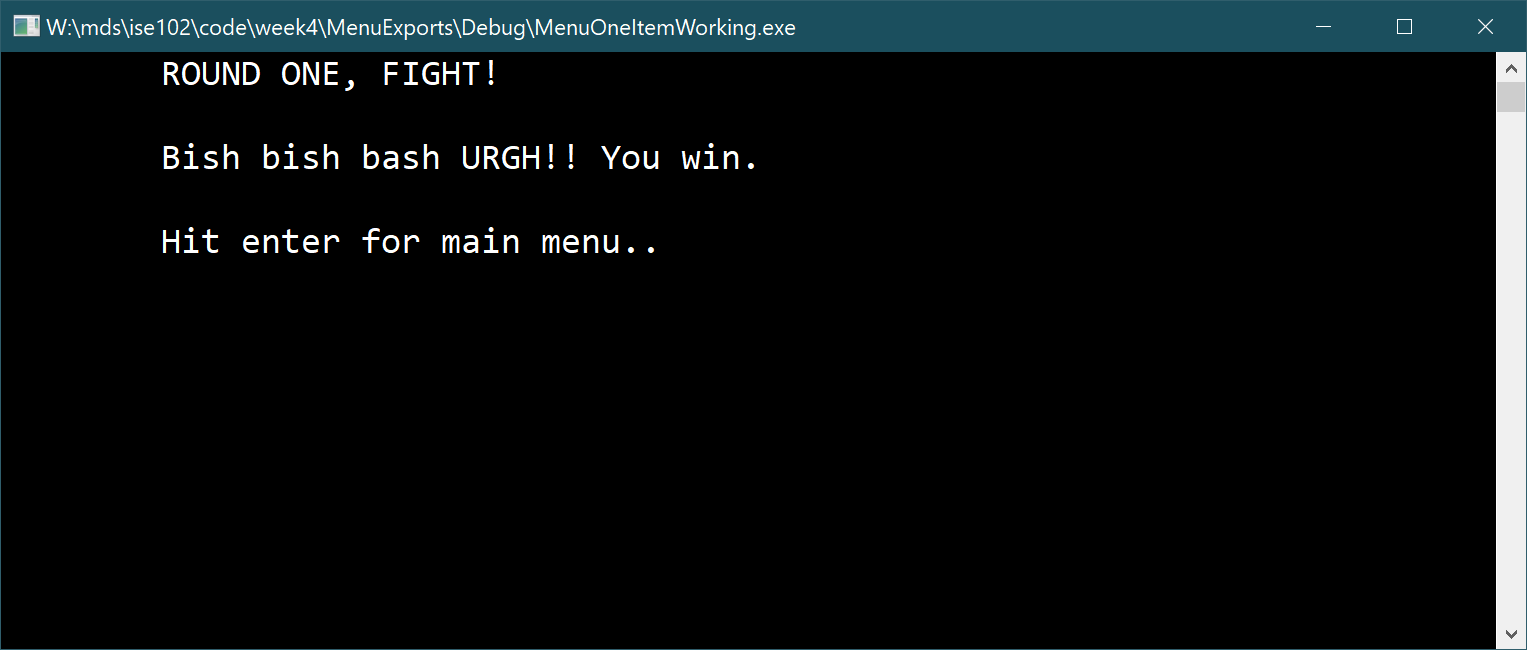 W:\mds\ise102\code\week4\MenuExports\Debug\MenuOneItemWorking.exe
ROUND ONE, FIGHT!
Bish bish bash URGH!! You win.
Hit enter for main menu..